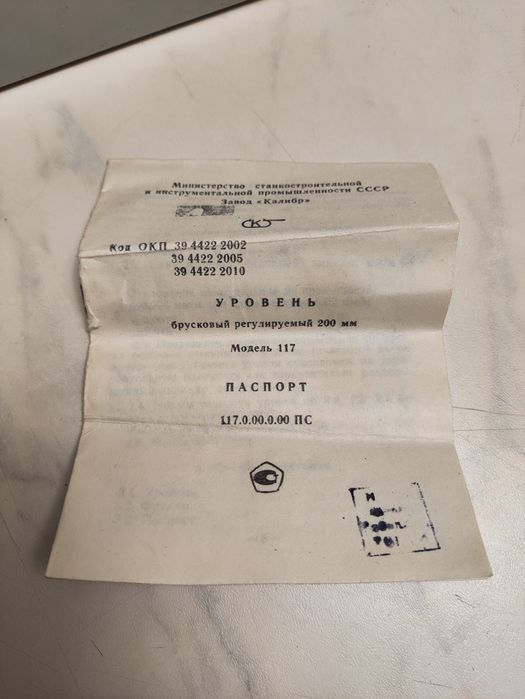 Министерство станкостроительной
и инструментальной промышленности СССР
Завод «Калибр»
Код ОКП 39 4422 2002
39 4422 2005
39 4422 2010
УРОВЕНЬ
брусковый регулируемый 200 мм
Модель 117
ПАСПОРТ
117.0.00.0.00 ПС